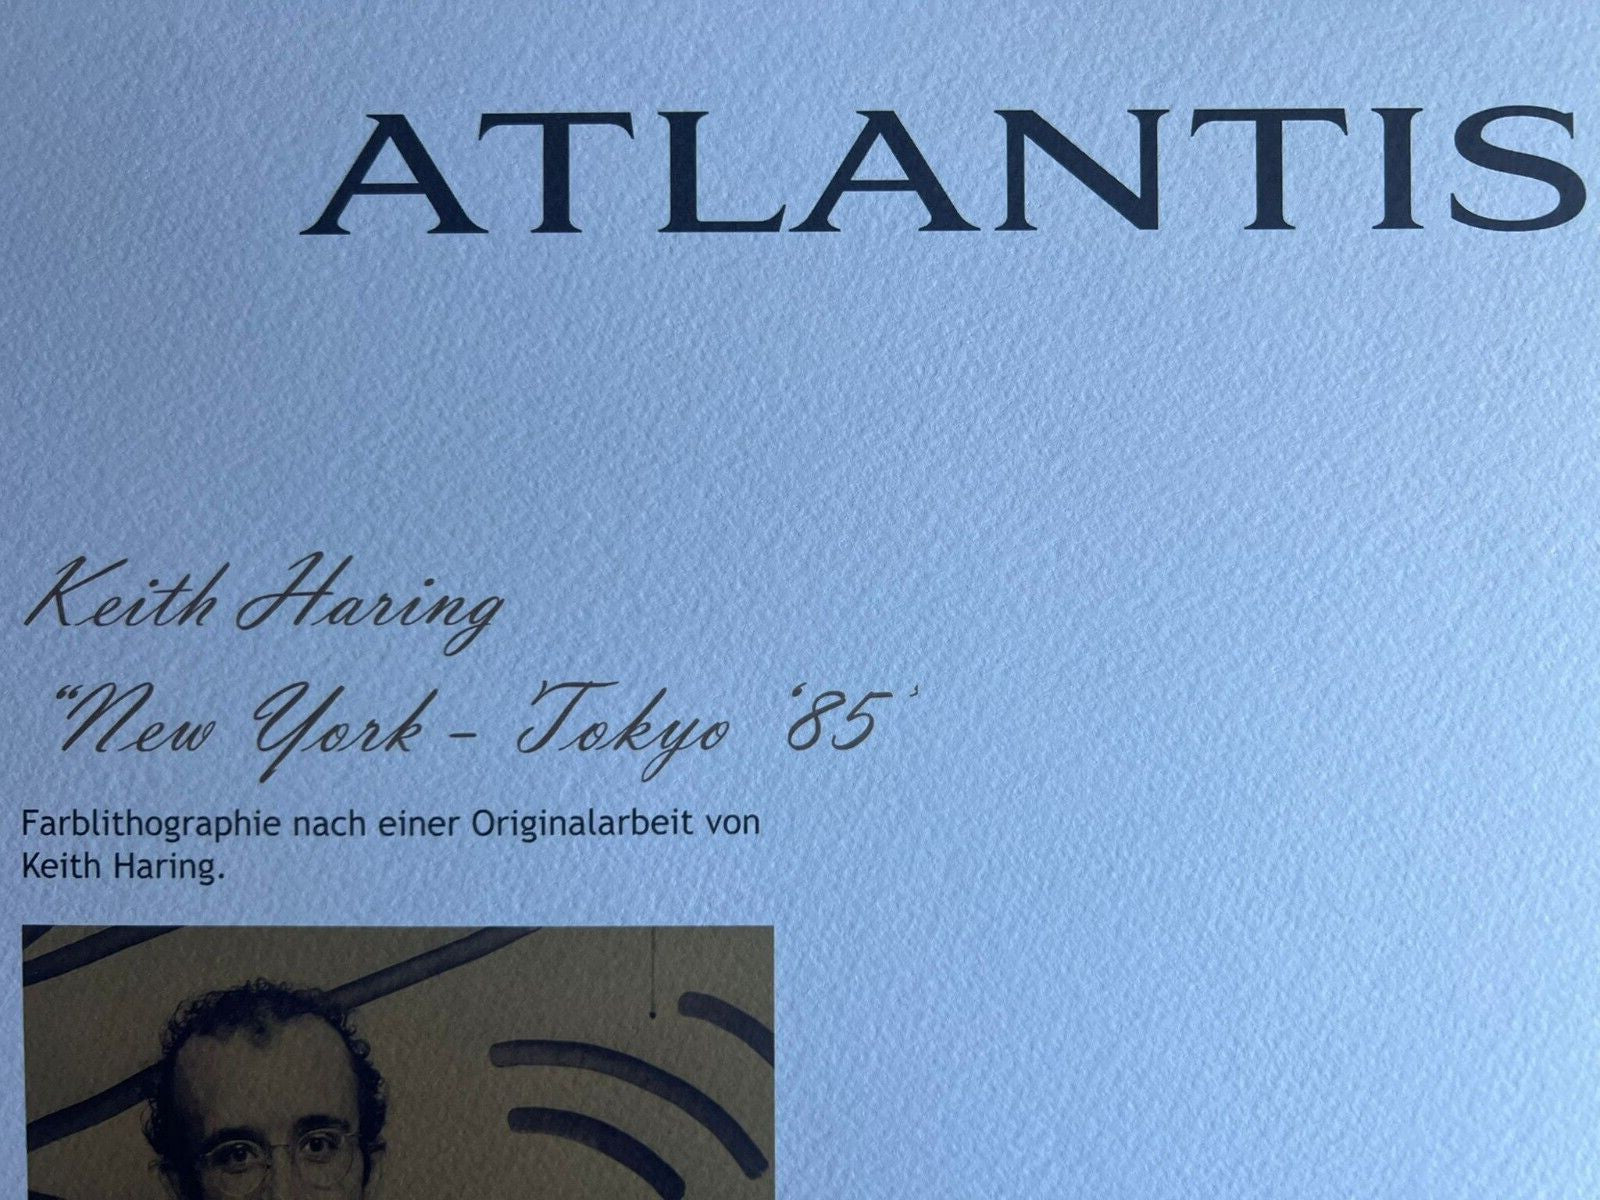 ATLANTIS
Keith Haring
“New York - Tokyo ‘85’
Farblithographie nach einer Originalarbeit von
Keith Haring.